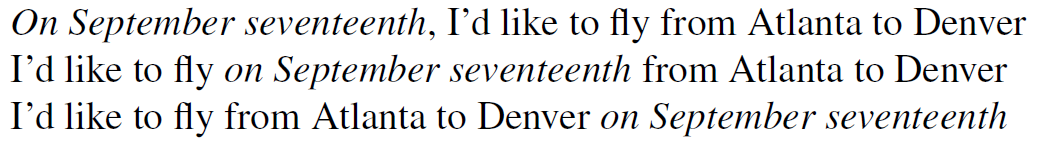 On September seventeenth, I’d like to fly from Atlanta to Denver
I’d like to fly on September seventeenth from Atlanta to Denver
I’d like to fly from Atlanta to Denver on September seventeenth